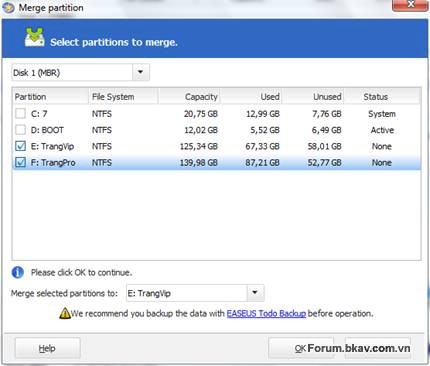 Merge partition
Select partitions to merge.
Disk 1 (MBR)
Partition File System Capacity Used Unused Status
C: 7 NTFS 20,75 GB 12,99 GB 7,76 GB System
D: BOOT NTFS 12,02 GB 5,52 GB 6,49 GB Active
E: TrangVip NTFS 125,34 GB 67,33 GB 58,01 GB None
F: TrangPro NTFS 139,98 GB 87,21 GB 52,77 GB None
Please click OK to continue.
Merge selected partitions to: E: TrangVip
We recommend you backup the data with EASEUS Todo Backup before operation.
Help OK Forum.bkav.com.vn